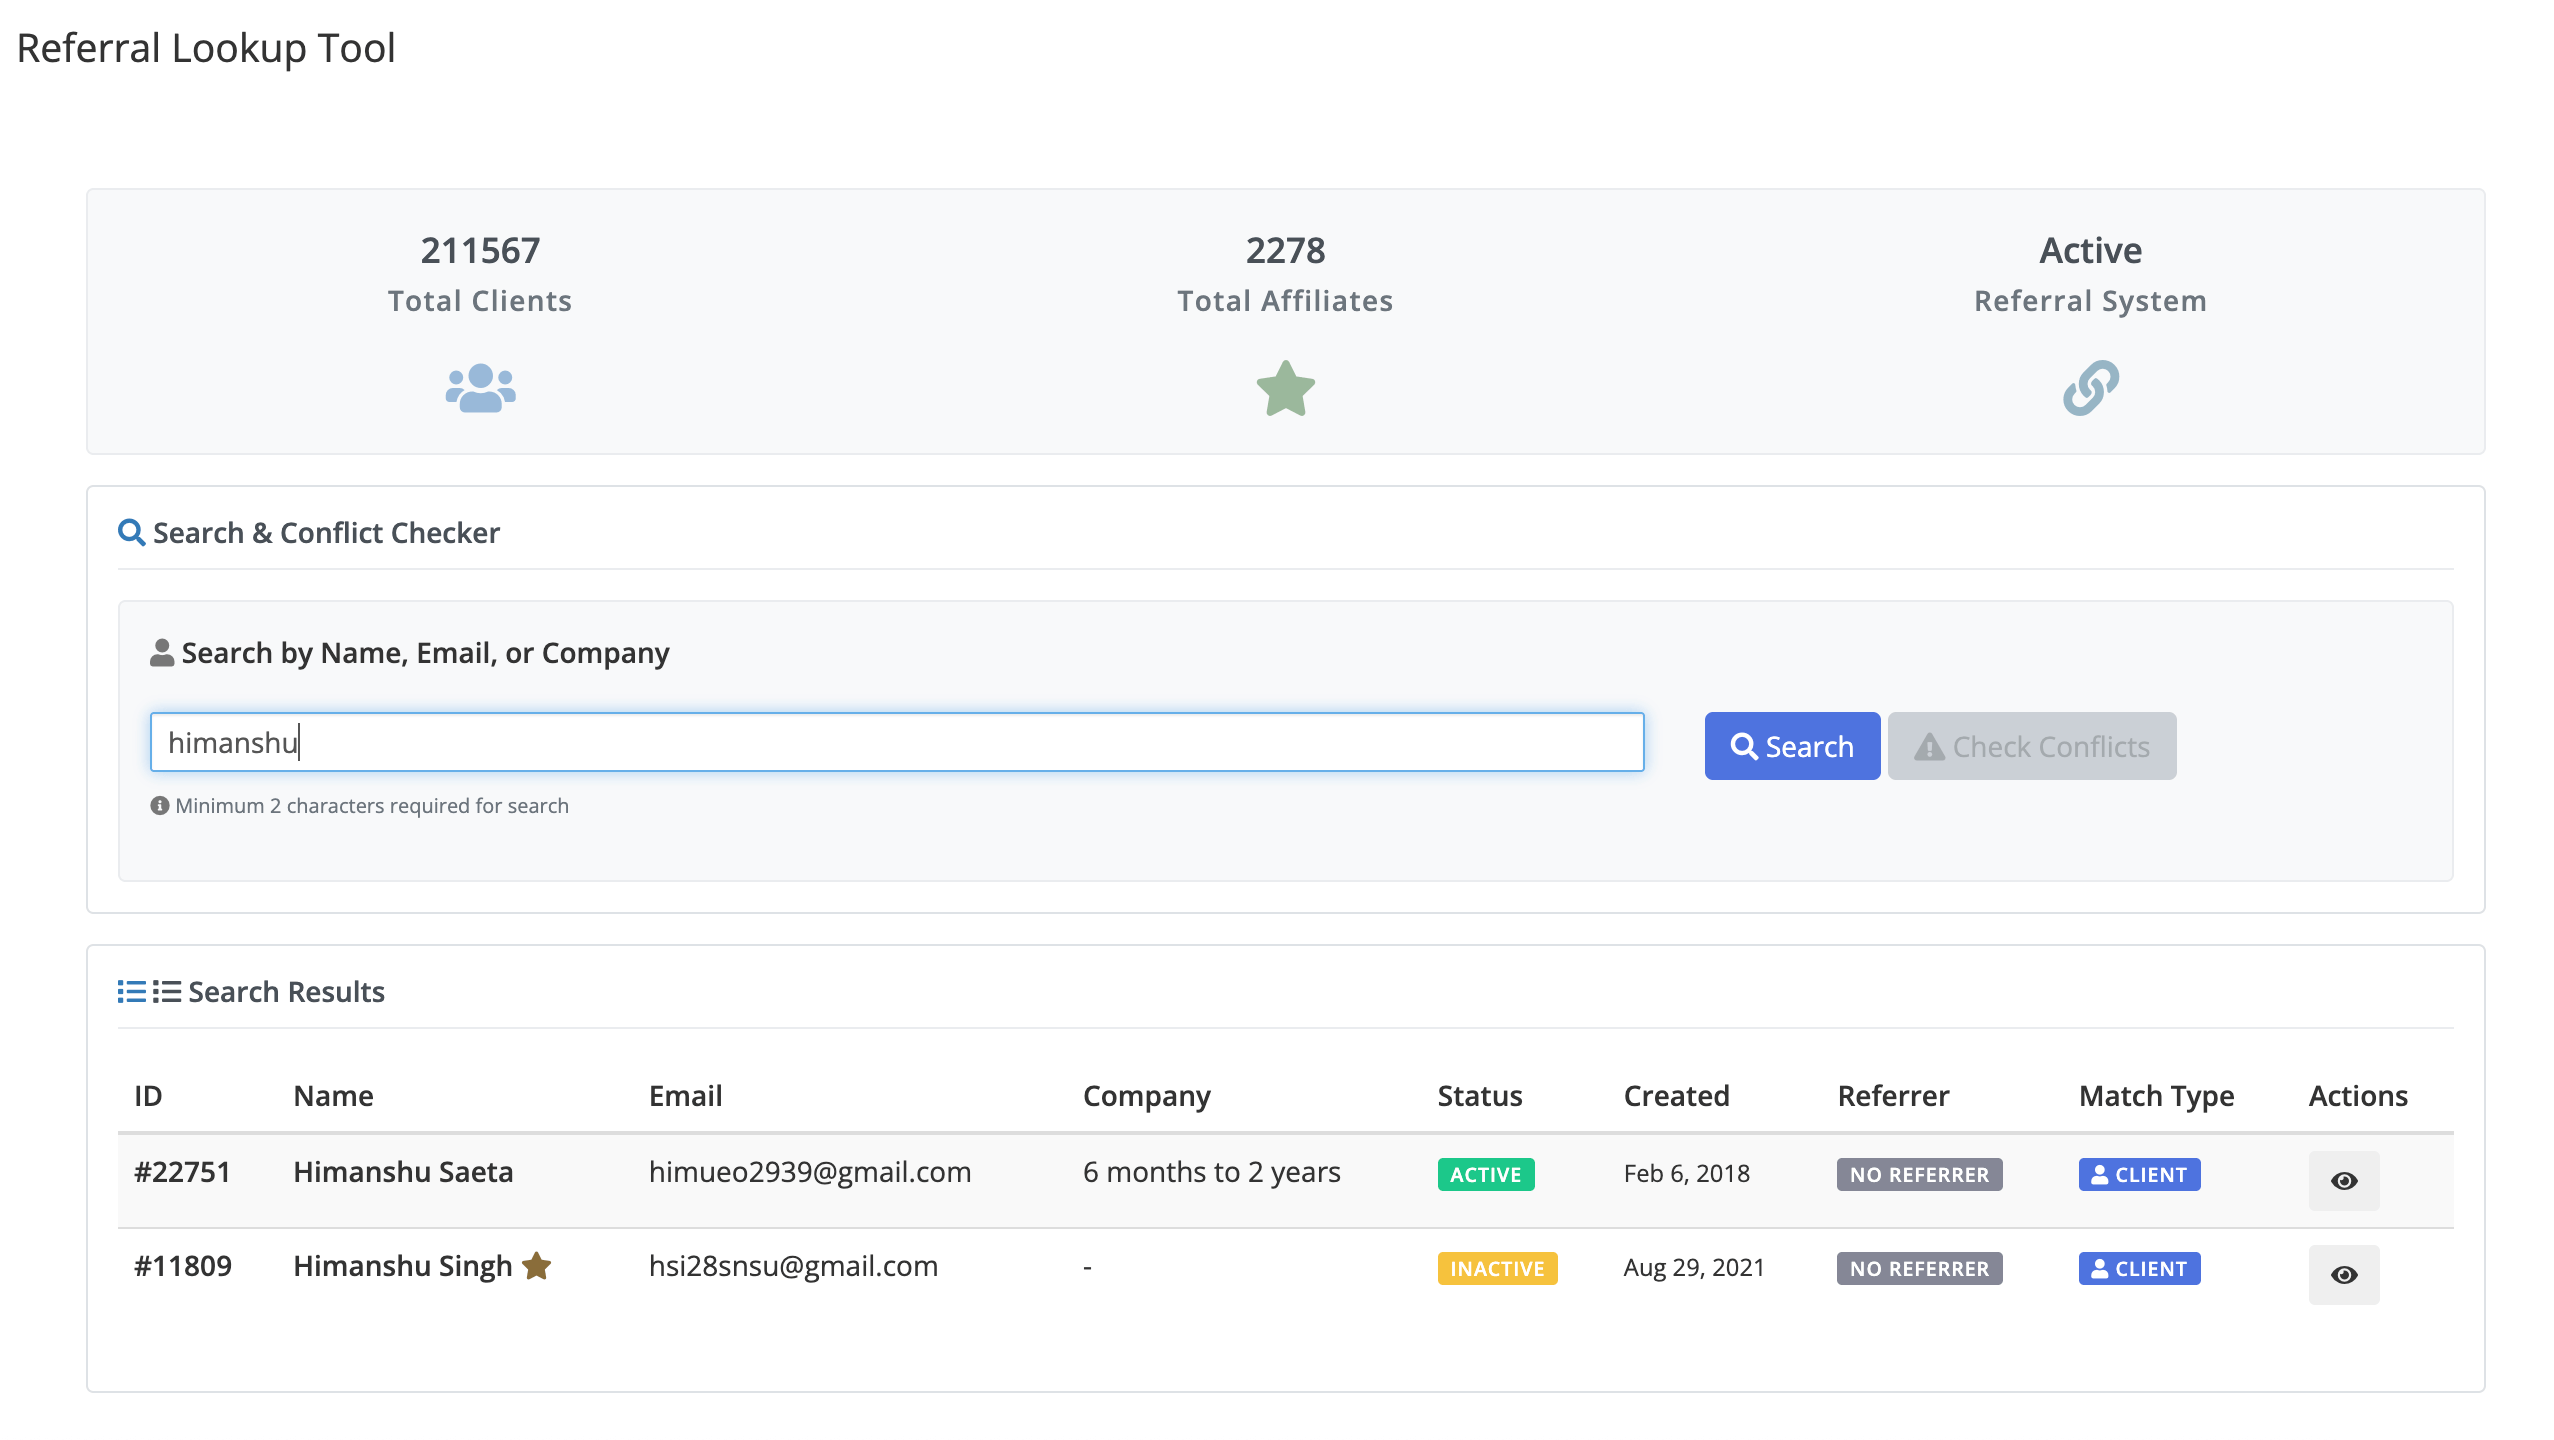 Referral Lookup Tool
211567
Total Clients
2278
Total Affiliates
Active
Referral System
Search & Conflict Checker
Search by Name, Email, or Company
himanshu
Search
Check Conflicts
Minimum 2 characters required for search
Search Results
ID Name Email Company Status Created Referrer Match Type Actions
#22751 Himanshu Saeta himueo2939@gmail.com 6 months to 2 years ACTIVE Feb 6, 2018 NO REFERRER CLIENT
#11809 Himanshu Singh hsi28snsu@gmail.com - INACTIVE Aug 29, 2021 NO REFERRER CLIENT